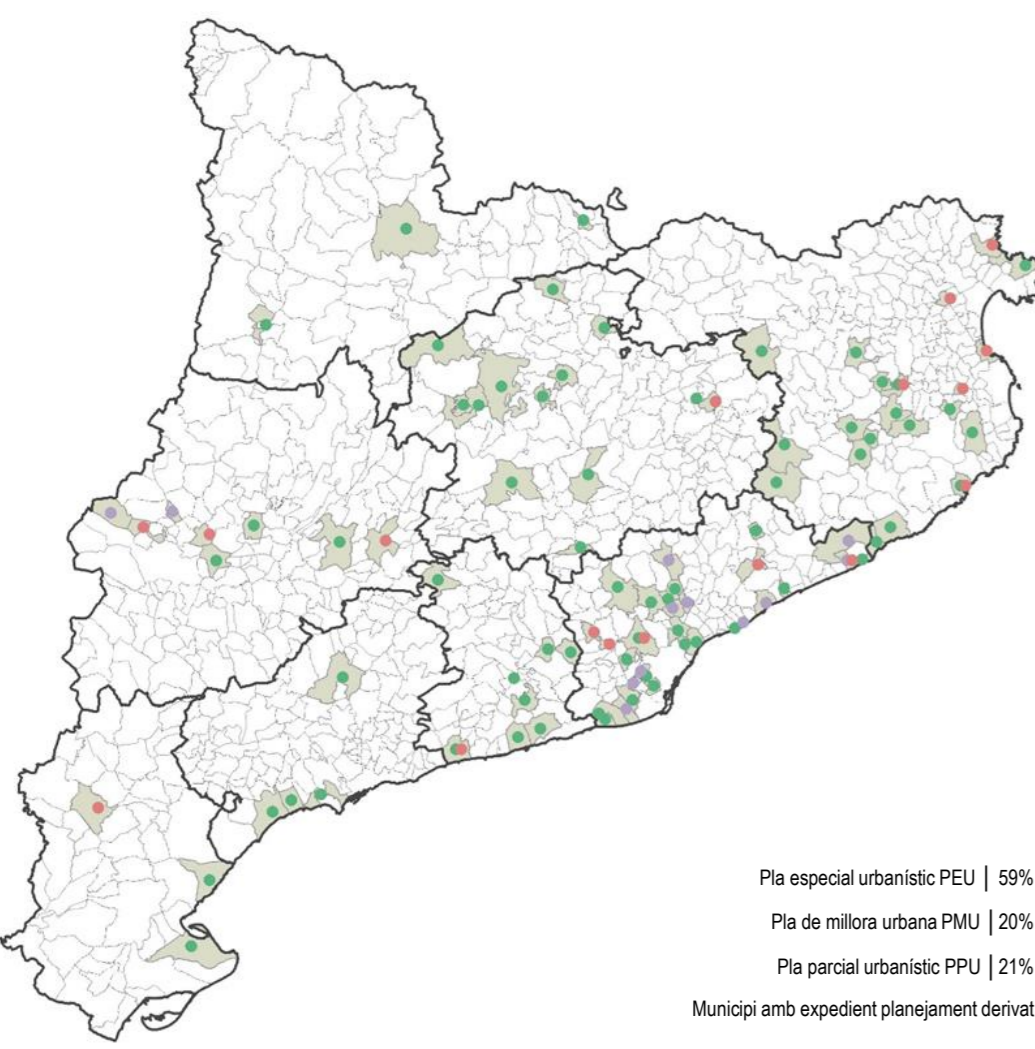 Pla especial urbanístic PEU | 59%
Pla de millora urbana PMU | 20%
Pla parcial urbanístic PPU | 21%
Municipi amb expedient planejament derivat